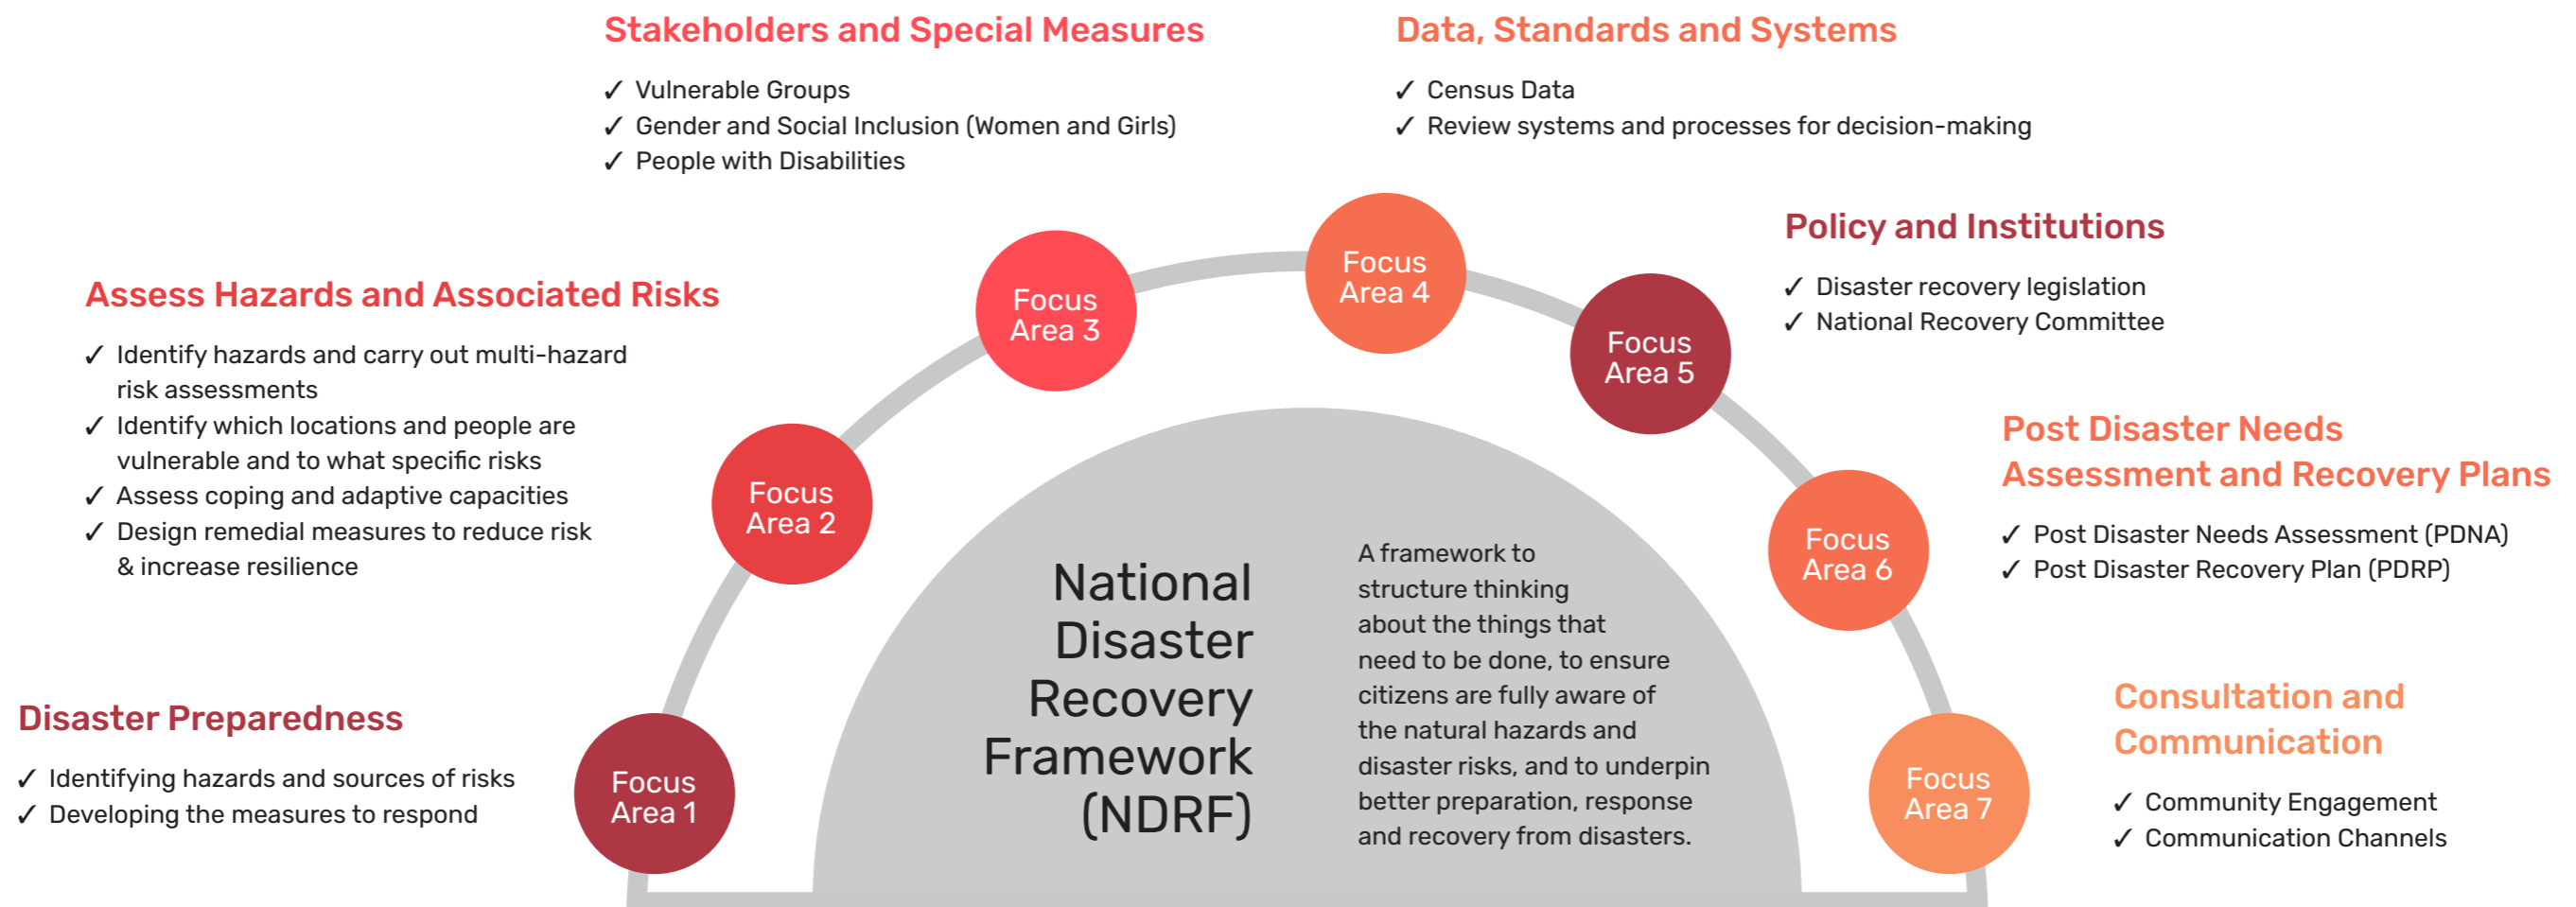 Stakeholders and Special Measures
✓ Vulnerable Groups
✓ Gender and Social Inclusion (Women and Girls)
✓ People with Disabilities
Data, Standards and Systems
✓ Census Data
✓ Review systems and processes for decision-making
Policy and Institutions
✓ Disaster recovery legislation
✓ National Recovery Committee
Assess Hazards and Associated Risks
✓ Identify hazards and carry out multi-hazard
risk assessments
✓ Identify which locations and people are
vulnerable and to what specific risks
✓ Assess coping and adaptive capacities
✓ Design remedial measures to reduce risk
& increase resilience
Post Disaster Needs
Assessment and Recovery Plans
✓ Post Disaster Needs Assessment (PDNA)
✓ Post Disaster Recovery Plan (PDRP)
Disaster Preparedness
✓ Identifying hazards and sources of risks
✓ Developing the measures to respond
Consultation and
Communication
✓ Community Engagement
✓ Communication Channels
Focus
Area 1
Focus
Area 2
Focus
Area 3
Focus
Area 4
Focus
Area 5
Focus
Area 6
Focus
Area 7
National
Disaster
Recovery
Framework
(NDRF)
A framework to
structure thinking
about the things that
need to be done, to ensure
citizens are fully aware of
the natural hazards and
disaster risks, and to underpin
better preparation, response
and recovery from disasters.